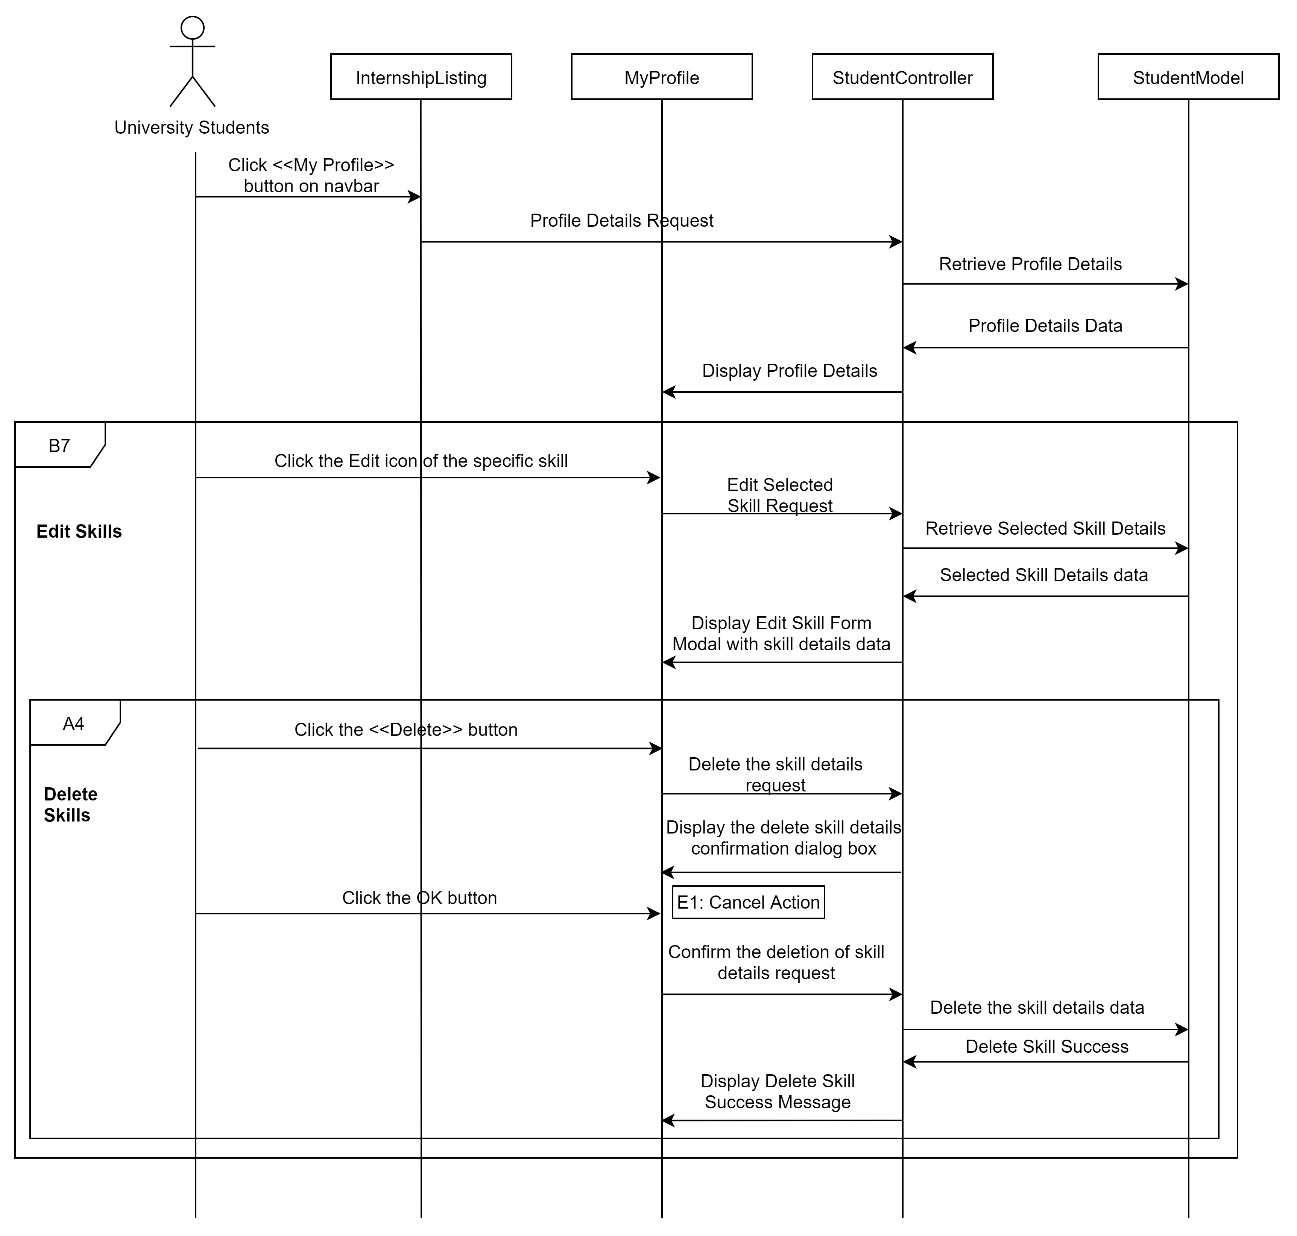 InternshipListing
MyProfile
StudentController
StudentModel
University Students
Click <<My Profile>>
button on navbar
Profile Details Request
Retrieve Profile Details
Profile Details Data
Display Profile Details
B7
Click the Edit icon of the specific skill
Edit Selected
Skill Request
Edit Skills
Retrieve Selected Skill Details
Selected Skill Details data
Display Edit Skill Form
Modal with skill details data
A4
Click the <<Delete>> button
Delete the skill details
request
Delete
Skills
Display the delete skill details
confirmation dialog box
Click the OK button
E1: Cancel Action
Confirm the deletion of skill
details request
Delete the skill details data
Delete Skill Success
Display Delete Skill
Success Message